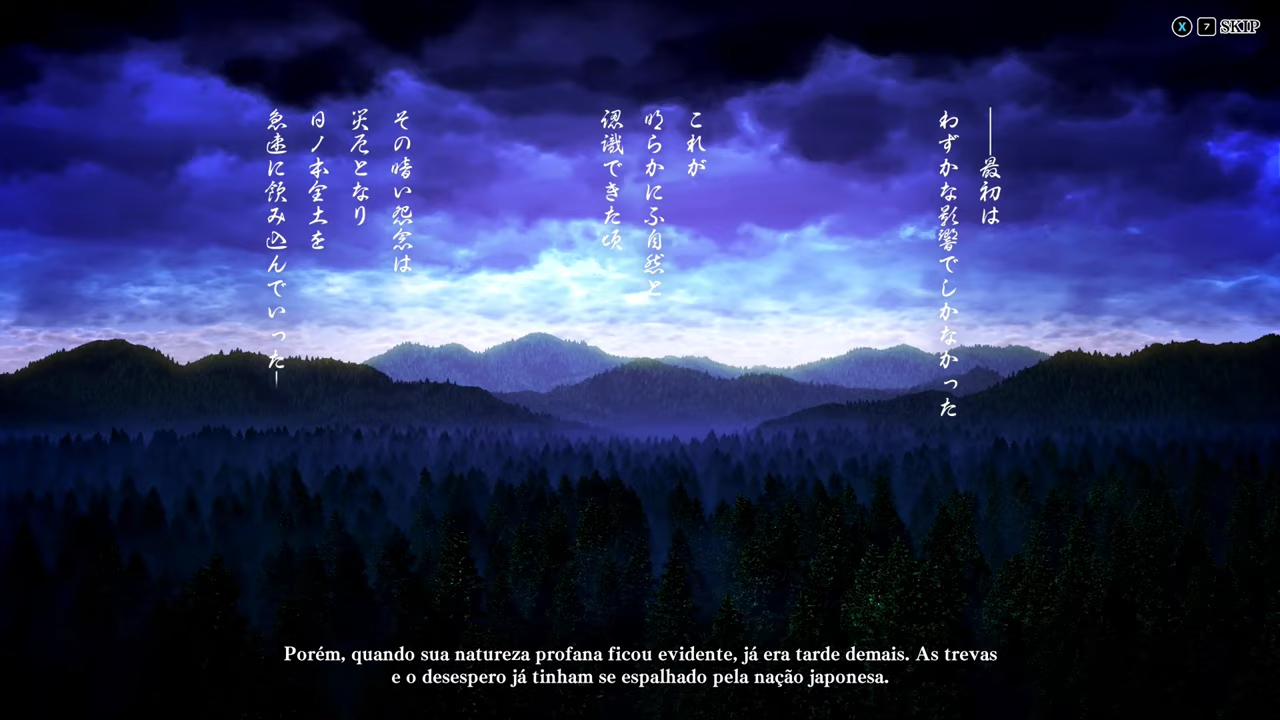 X 7 SKIP
――最初は
わずかな影響でしかなかった
これが
明らかにふ自然と
認識できた頃
その暗い怨念は
災厄となり
日ノ本全土を
急速に飲み込んでいった―
Porém, quando sua natureza profana ficou evidente, já era tarde demais. As trevas
e o desespero já tinham se espalhado pela nação japonesa.